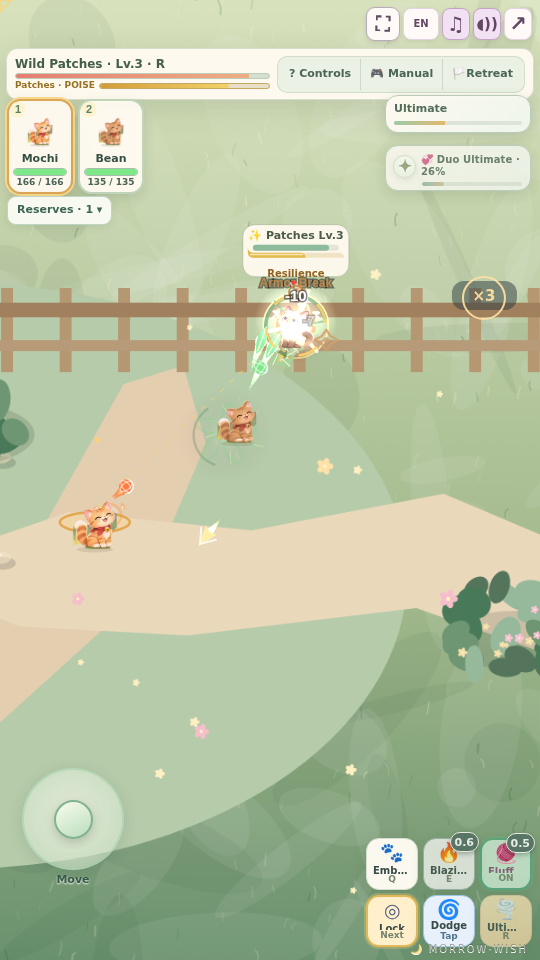 EN
Wild Patches · Lv.3 · R
Patches · POISE
? Controls
🎮 Manual
🏳️Retreat
1
Mochi
166 / 166
2
Bean
135 / 135
Reserves · 1 ▾
Ultimate
💞 Duo Ultimate ·
26%
✨ Patches Lv.3
Resilience
Armor Break
-10
-7
×3
Move
Emb…
Q
0.6
Blazi…
E
0.5
Fluff
ON
Lock
Next
Dodge
Tap
Ulti…
R
🌙 MORROW-WISH